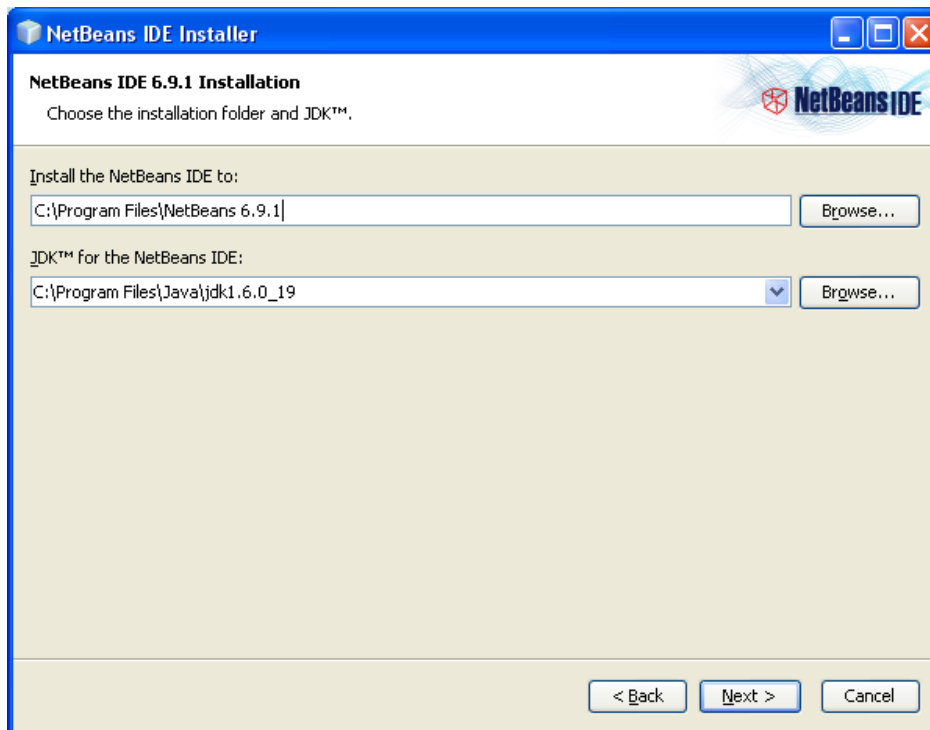 NetBeans IDE Installer
NetBeans IDE 6.9.1 Installation
Choose the installation folder and JDK™.
NetBeans IDE
Install the NetBeans IDE to:
C:\Program Files\NetBeans 6.9.1
Browse...
JDK™ for the NetBeans IDE:
C:\Program Files\Java\jdk1.6.0_19
Browse...
< Back
Next >
Cancel